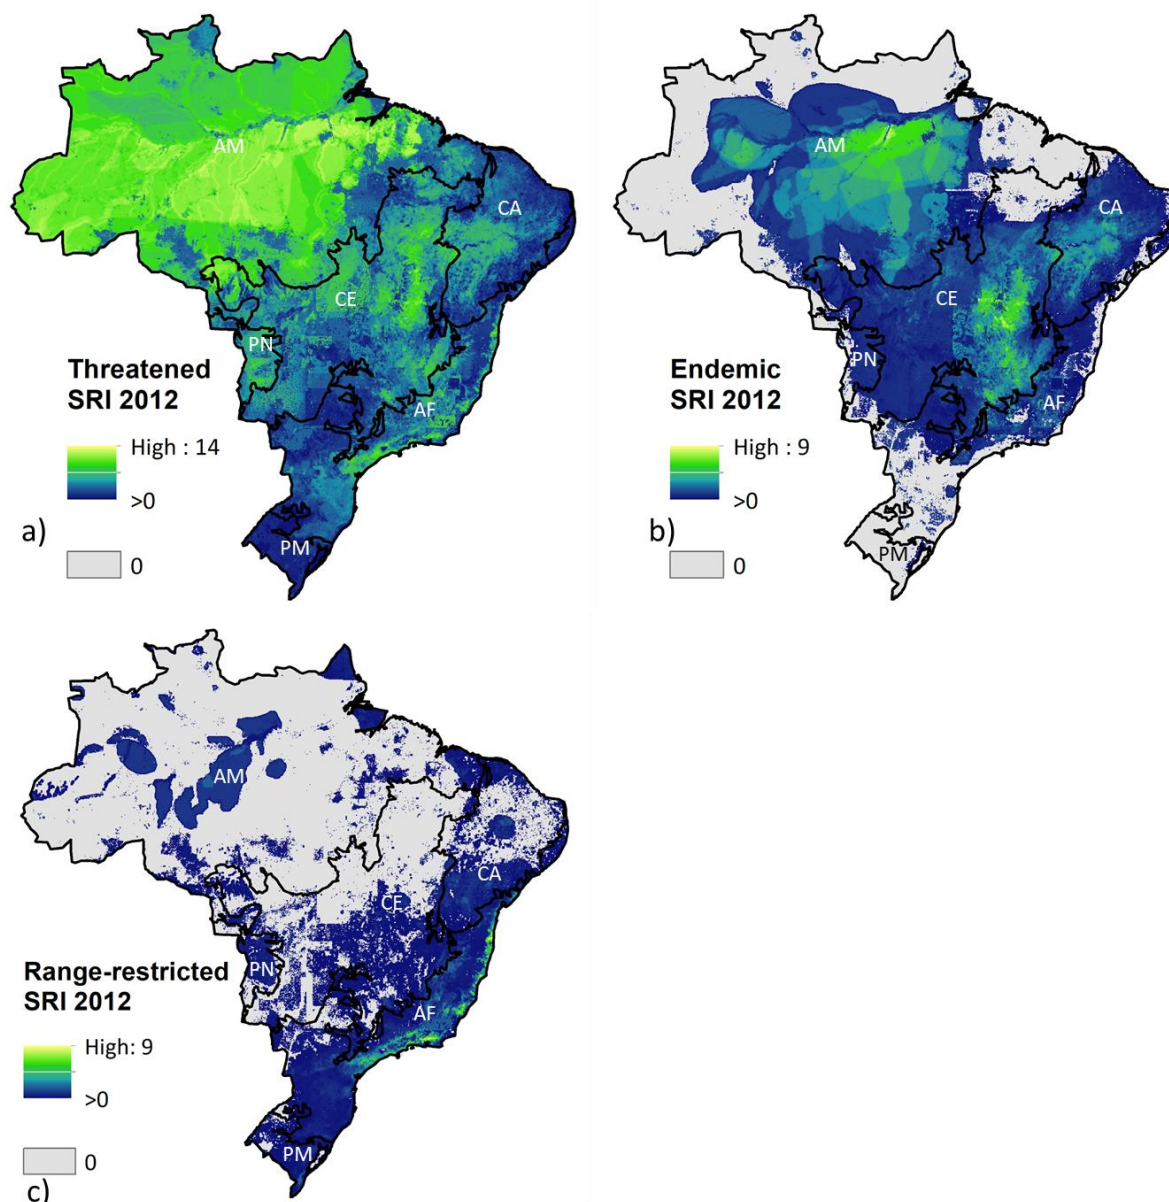 AM
CA
CE
PN
AF
PM
Threatened
SRI 2012
High : 14
>0
0
a)
AM
CA
CE
PN
AF
PM
Endemic
SRI 2012
High : 9
>0
0
b)
AM
CA
CE
PN
AF
PM
Range-restricted
SRI 2012
High: 9
>0
0
c)